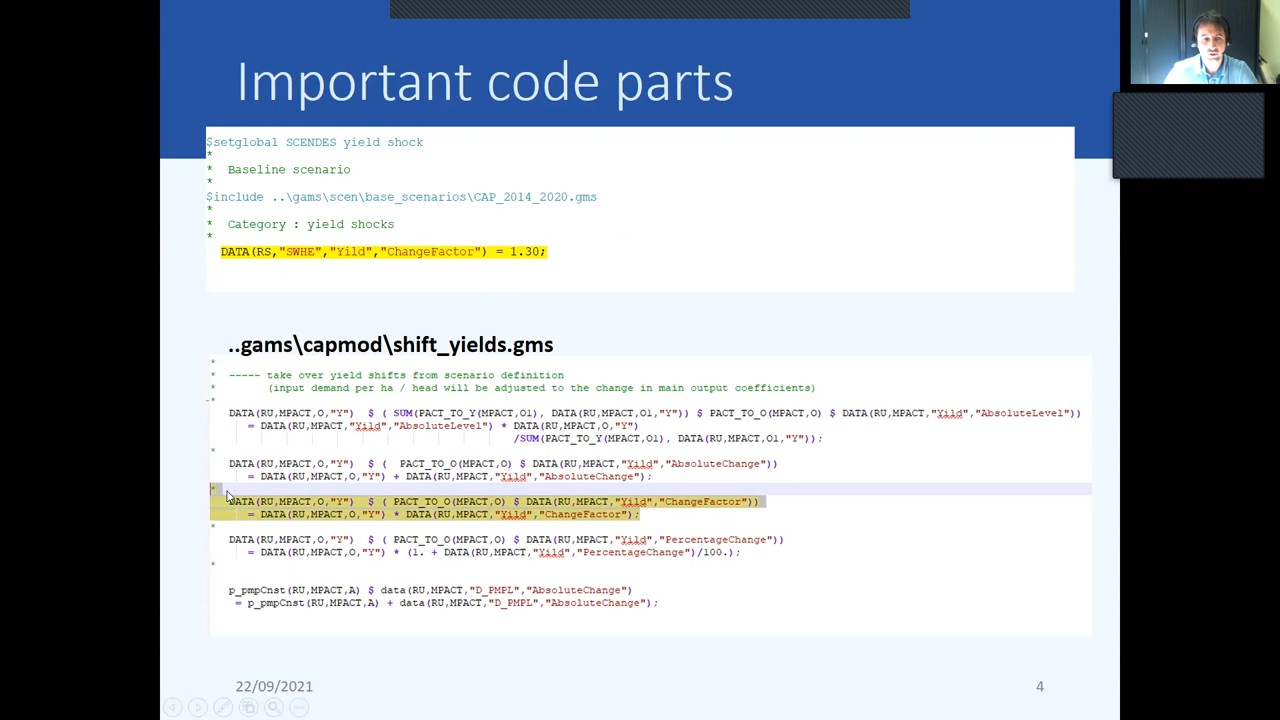 Important code parts
$setglobal SCENDES yield shock
*
* Baseline scenario
*
$include ..\gams\scen\base_scenarios\CAP_2014_2020.gms
*
* Category : yield shocks
*
DATA(RS,"SWHE","Yild","ChangeFactor") = 1.30;
..gams\capmod\shift_yields.gms
*
* ----- take over yield shifts from scenario definition
* (input demand per ha / head will be adjusted to the change in main output coefficients)
*
DATA(RU,MPACT,O,"Y") $ ( SUM(PACT_TO_Y(MPACT,O1), DATA(RU,MPACT,O1,"Y")) $ PACT_TO_O(MPACT,O) $ DATA(RU,MPACT,"Yild","AbsoluteLevel"))
= DATA(RU,MPACT,"Yild","AbsoluteLevel") * DATA(RU,MPACT,O,"Y")
/SUM(PACT_TO_Y(MPACT,O1), DATA(RU,MPACT,O1,"Y"));
*
DATA(RU,MPACT,O,"Y") $ ( PACT_TO_O(MPACT,O) $ DATA(RU,MPACT,"Yild","AbsoluteChange"))
= DATA(RU,MPACT,O,"Y") + DATA(RU,MPACT,"Yild","AbsoluteChange");
*
DATA(RU,MPACT,O,"Y") $ ( PACT_TO_O(MPACT,O) $ DATA(RU,MPACT,"Yild","ChangeFactor"))
= DATA(RU,MPACT,O,"Y") * DATA(RU,MPACT,"Yild","ChangeFactor");
*
DATA(RU,MPACT,O,"Y") $ ( PACT_TO_O(MPACT,O) $ DATA(RU,MPACT,"Yild","PercentageChange"))
= DATA(RU,MPACT,O,"Y") * (1. + DATA(RU,MPACT,"Yild","PercentageChange")/100.);
*
p_pmpCnst(RU,MPACT,A) $ data(RU,MPACT,"D_PMPL","AbsoluteChange")
= p_pmpCnst(RU,MPACT,A) + data(RU,MPACT,"D_PMPL","AbsoluteChange");
22/09/2021
4